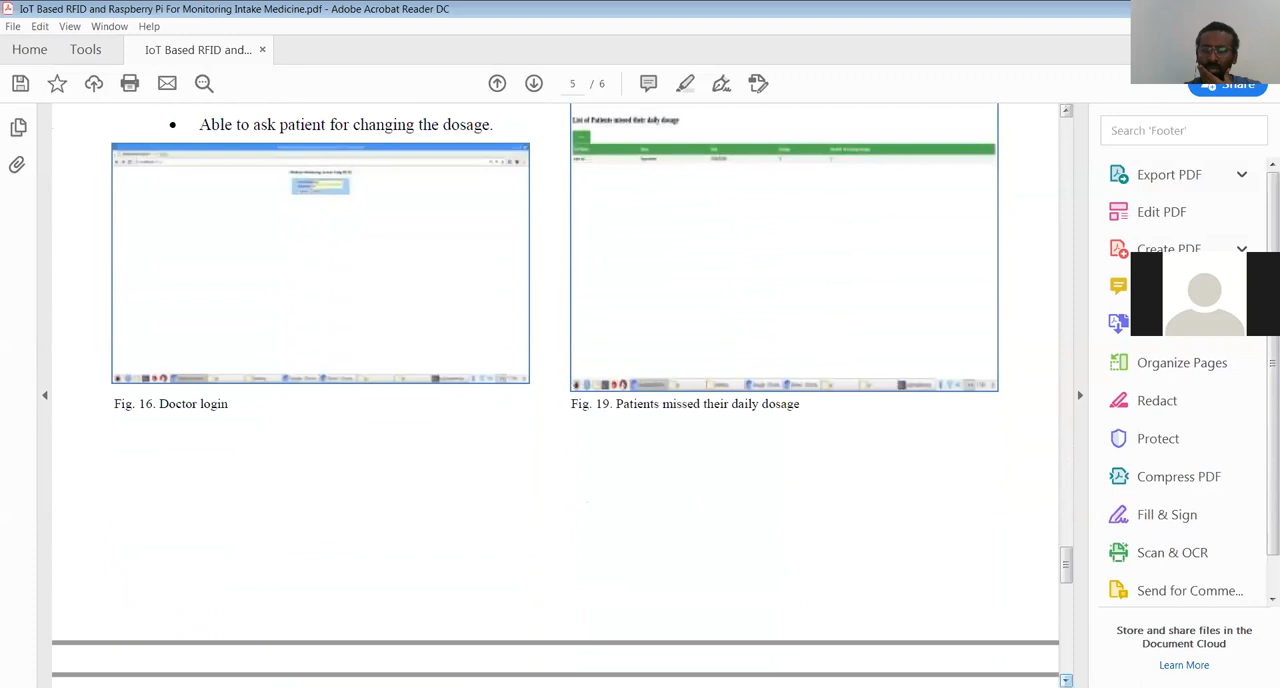 IoT Based RFID and Raspberry Pi For Monitoring Intake Medicine.pdf - Adobe Acrobat Reader DC
File Edit View Window Help
Home Tools IoT Based RFID and... ×
5 / 6
Share
• Able to ask patient for changing the dosage.
Fig. 16. Doctor login
List of Patients missed their daily dosage
Fig. 19. Patients missed their daily dosage
Search 'Footer'
Export PDF
Edit PDF
Create PDF
Organize Pages
Redact
Protect
Compress PDF
Fill & Sign
Scan & OCR
Send for Comme...
Store and share files in the
Document Cloud
Learn More